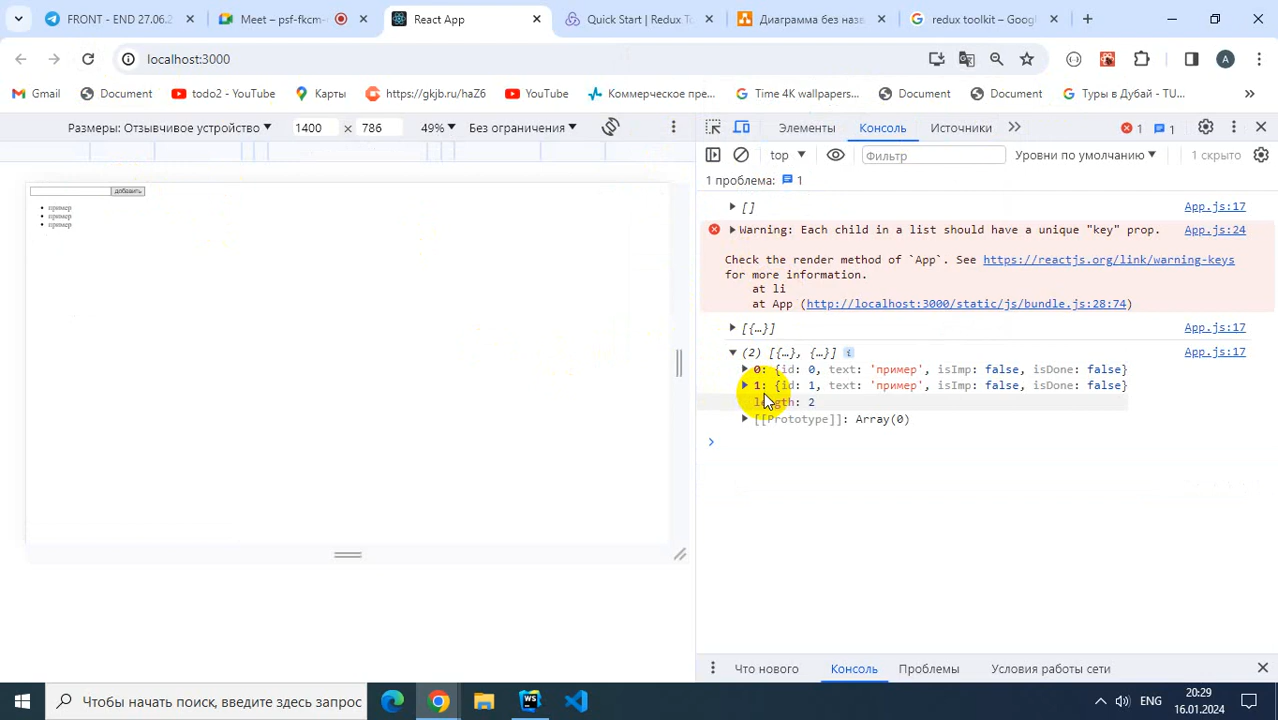 FRONT - END 27.06.2
Meet – psf-fkcm-
React App
Quick Start | Redux To
Диаграмма без назв
redux toolkit – Googl
localhost:3000
Gmail
Document
todo2 - YouTube
Карты
https://gkjb.ru/haZ6
YouTube
Коммерческое пре...
Time 4K wallpapers...
Document
Document
Туры в Дубай - TU...
Размеры: Отзывчивое устройство
1400 × 786
49%
Без ограничения
Элементы
Консоль
Источники
1
1
top
Фильтр
Уровни по умолчанию
1 скрыто
1 проблема: 1
добавить
пример
пример
пример
[]
App.js:17
Warning: Each child in a list should have a unique "key" prop.
App.js:24
Check the render method of `App`. See https://reactjs.org/link/warning-keys
for more information.
at li
at App (http://localhost:3000/static/js/bundle.js:28:74)
[{…}]
App.js:17
(2) [{…}, {…}]
App.js:17
0: {id: 0, text: 'пример', isImp: false, isDone: false}
1: {id: 1, text: 'пример', isImp: false, isDone: false}
length: 2
[[Prototype]]: Array(0)
Что нового
Консоль
Проблемы
Условия работы сети
Чтобы начать поиск, введите здесь запрос
WS
ENG
20:29
16.01.2024